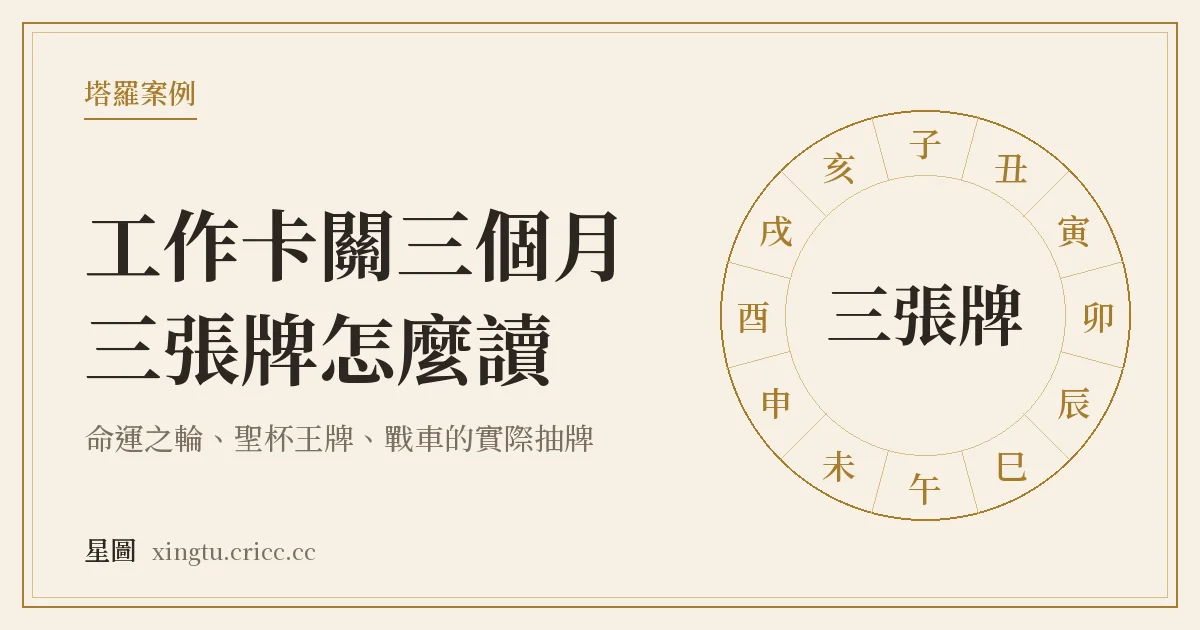 塔羅案例
工作卡關三個月
三張牌怎麼讀
命運之輪、聖杯王牌、戰車的實際抽牌
星圖 xingtu.cricc.cc
子
丑
寅
卯
辰
巳
午
未
申
酉
戌
亥
三張牌